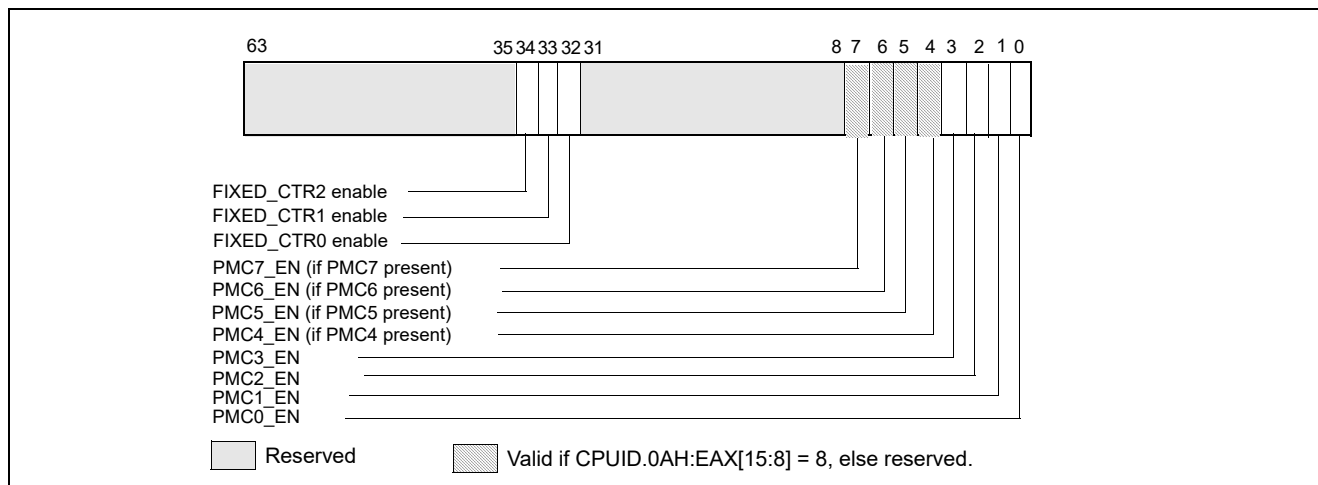 63 35 34 33 32 31 8 7 6 5 4 3 2 1 0
FIXED_CTR2 enable
FIXED_CTR1 enable
FIXED_CTR0 enable
PMC7_EN (if PMC7 present)
PMC6_EN (if PMC6 present)
PMC5_EN (if PMC5 present)
PMC4_EN (if PMC4 present)
PMC3_EN
PMC2_EN
PMC1_EN
PMC0_EN
Reserved Valid if CPUID.0AH:EAX[15:8] = 8, else reserved.